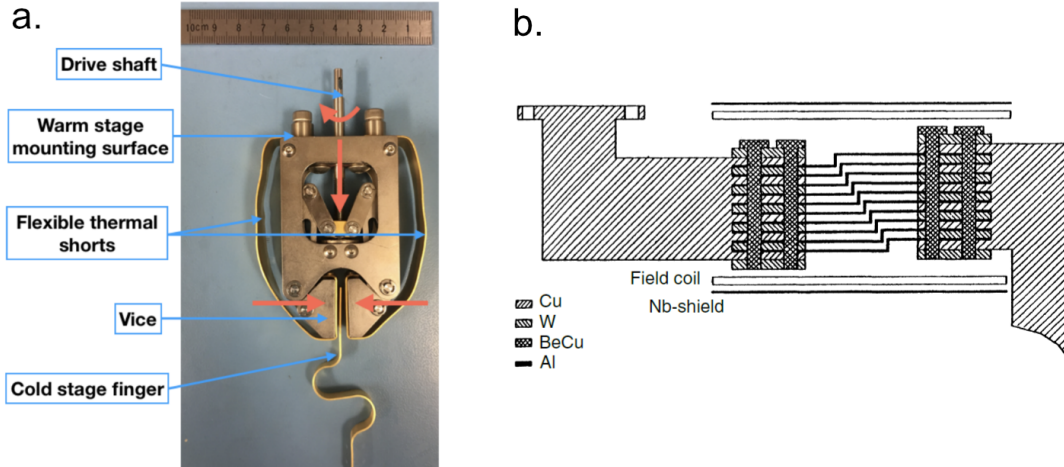 a.
b.
10cm 9 8 7 6 5 4 3 2 1
Drive shaft
Warm stage
mounting surface
Flexible thermal
shorts
Vice
Cold stage finger
Field coil
Nb-shield
Cu
W
BeCu
Al